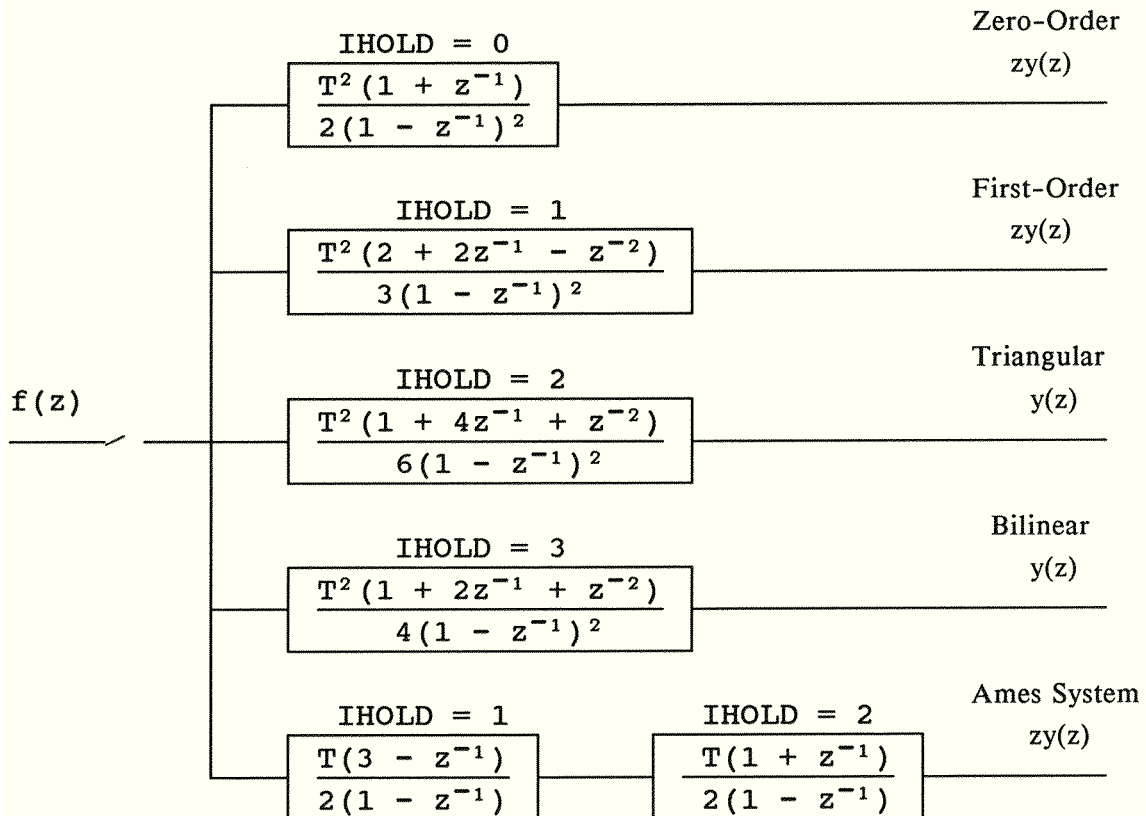 Zero-Order
zy(z)
IHOLD = 0
T²(1 + z⁻¹)
2(1 - z⁻¹)²
First-Order
zy(z)
IHOLD = 1
T²(2 + 2z⁻¹ - z⁻²)
3(1 - z⁻¹)²
Triangular
y(z)
IHOLD = 2
T²(1 + 4z⁻¹ + z⁻²)
6(1 - z⁻¹)²
f(z)
Bilinear
y(z)
IHOLD = 3
T²(1 + 2z⁻¹ + z⁻²)
4(1 - z⁻¹)²
Ames System
zy(z)
IHOLD = 1
T(3 - z⁻¹)
2(1 - z⁻¹)
IHOLD = 2
T(1 + z⁻¹)
2(1 - z⁻¹)